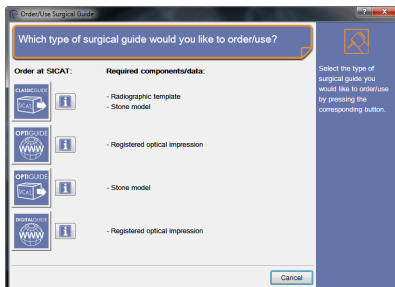 Order/Use Surgical Guide
Which type of surgical guide would you like to order/use?
Order at SICAT:
Required components/data:
CLASSICGUIDE
SICAT
i
- Radiographic template
- Stone model
OPTIGUIDE
WWW
i
- Registered optical impression
OPTIGUIDE
SICAT
i
- Stone model
DIGITALGUIDE
WWW
i
- Registered optical impression
Cancel
Select the type of
surgical guide you
would like to order/use
by pressing the
corresponding button.